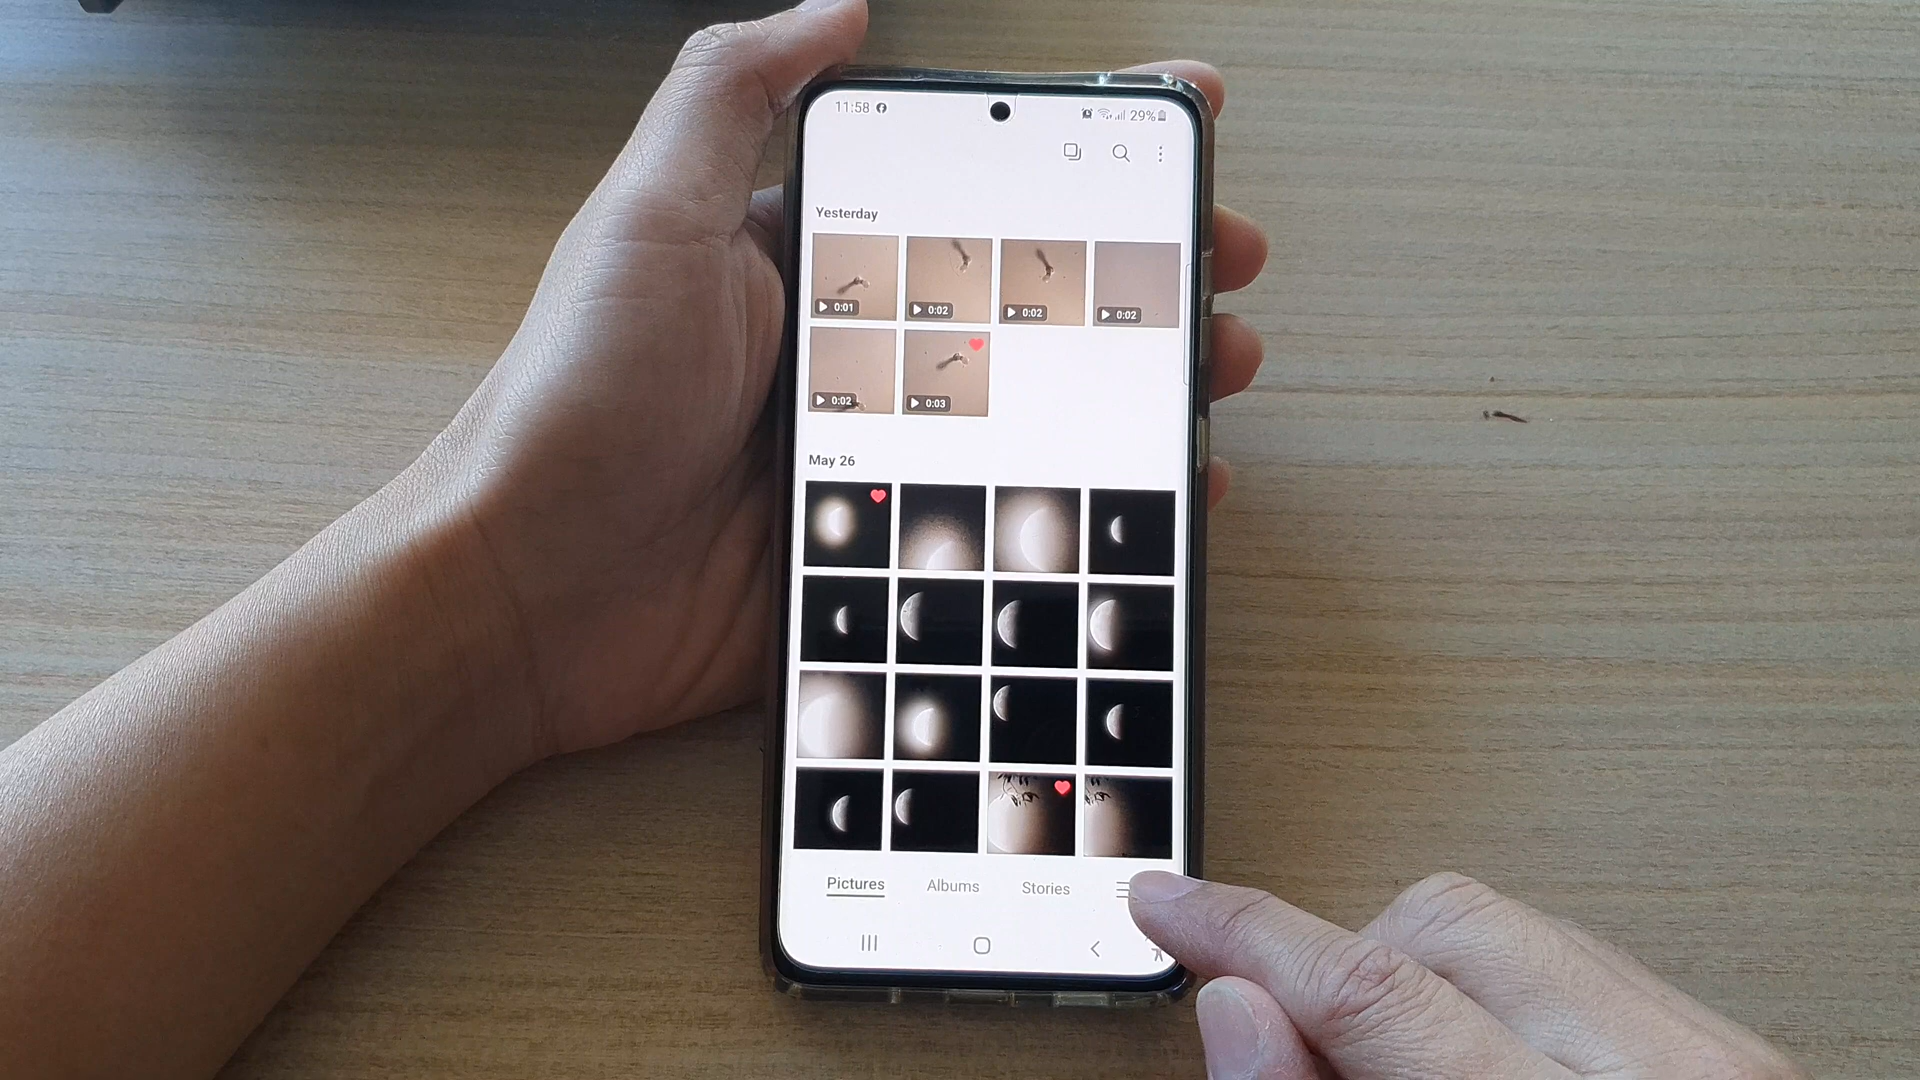 11:58 29%
Yesterday
0:01 0:02 0:02 0:02
0:02 0:03
May 26
Pictures Albums Stories